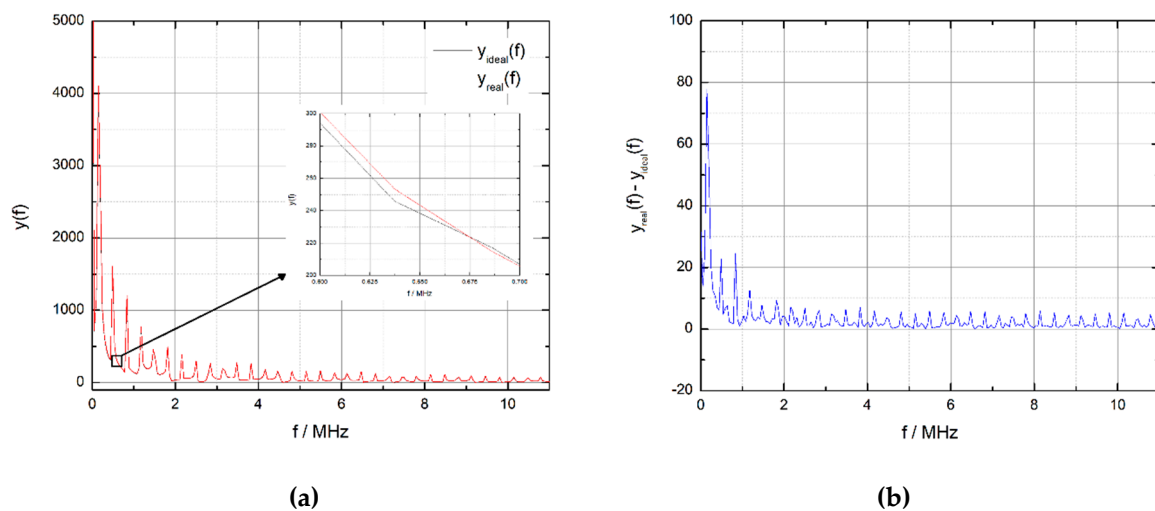 5000
4000
3000
2000
1000
0
y(f)
y_ideal(f)
y_real(f)
300
280
260
240
220
200
y(f)
0.600 0.625 0.650 0.675 0.700
f / MHz
0 2 4 6 8 10
f / MHz
(a)
100
80
60
40
20
0
-20
y_real(f) - y_ideal(f)
0 2 4 6 8 10
f / MHz
(b)